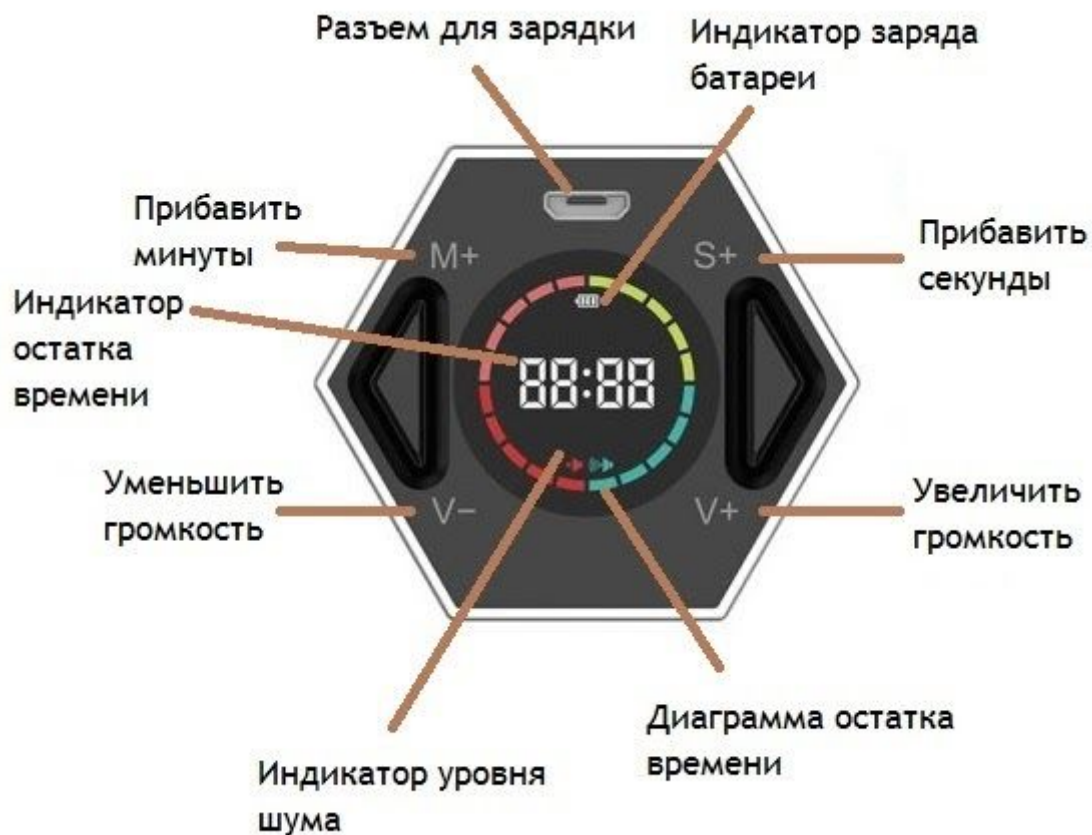 Разъем для зарядки
Индикатор заряда
батареи
Прибавить
минуты
M+
S+
Прибавить
секунды
Индикатор
остатка
времени
88:88
Уменьшить
громкость
V−
V+
Увеличить
громкость
Диаграмма остатка
времени
Индикатор уровня
шума